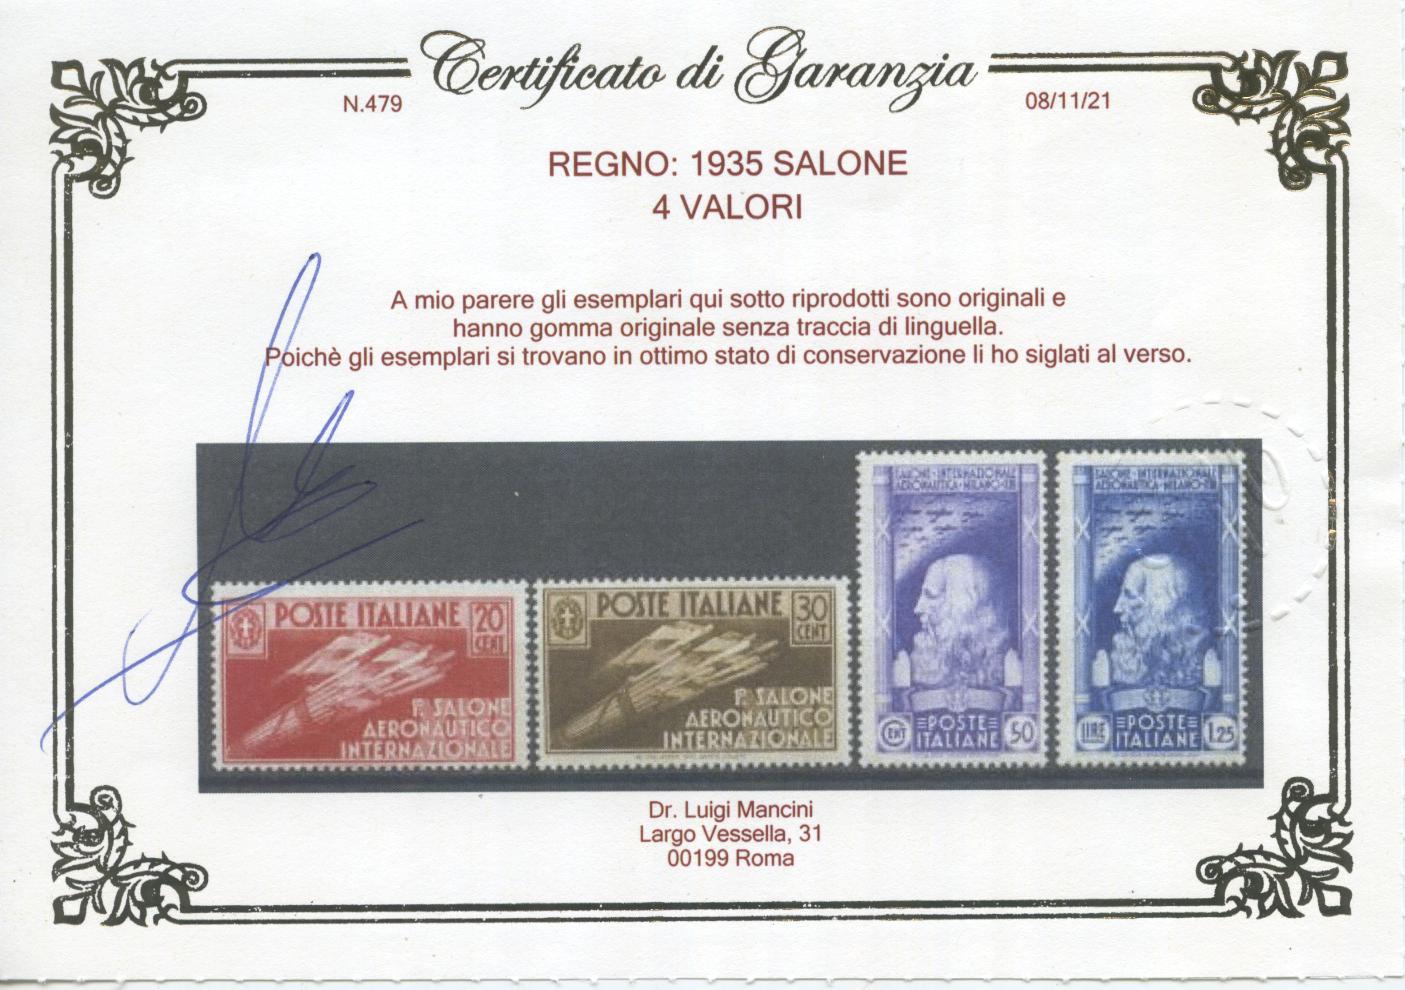 Certificato di Garanzia
N.479
08/11/21
REGNO: 1935 SALONE
4 VALORI
A mio parere gli esemplari qui sotto riprodotti sono originali e
hanno gomma originale senza traccia di linguella.
Poichè gli esemplari si trovano in ottimo stato di conservazione li ho siglati al verso.
POSTE ITALIANE 20
CENT
I° SALONE
AERONAUTICO
INTERNAZIONALE
POSTE ITALIANE 30
CENT
I° SALONE
AERONAUTICO
INTERNAZIONALE
SALONE·INTERNAZIONALE
AERONAUTICA·MILANO·XIII
CENT POSTE 50
ITALIANE
SALONE·INTERNAZIONALE
AERONAUTICA·MILANO·XIII
LIRE POSTE 1.25
ITALIANE
Dr. Luigi Mancini
Largo Vessella, 31
00199 Roma